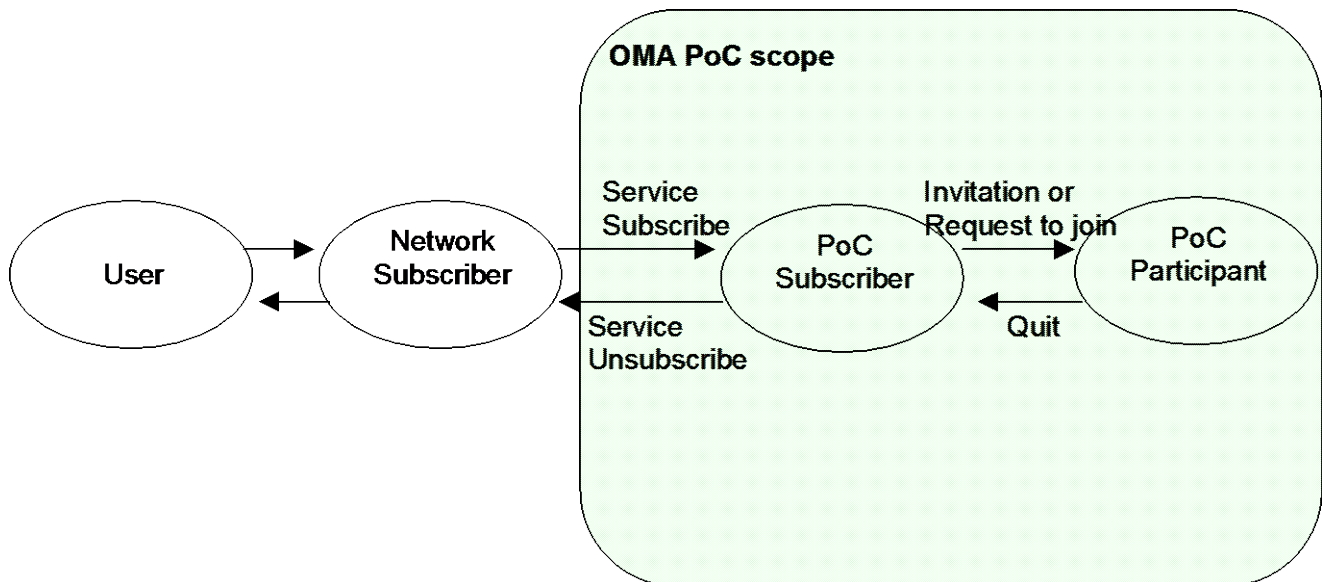 OMA PoC scope
Service
Subscribe
Invitation or
Request to join
User
Network
Subscriber
PoC
Subscriber
PoC
Participant
Service
Unsubscribe
Quit